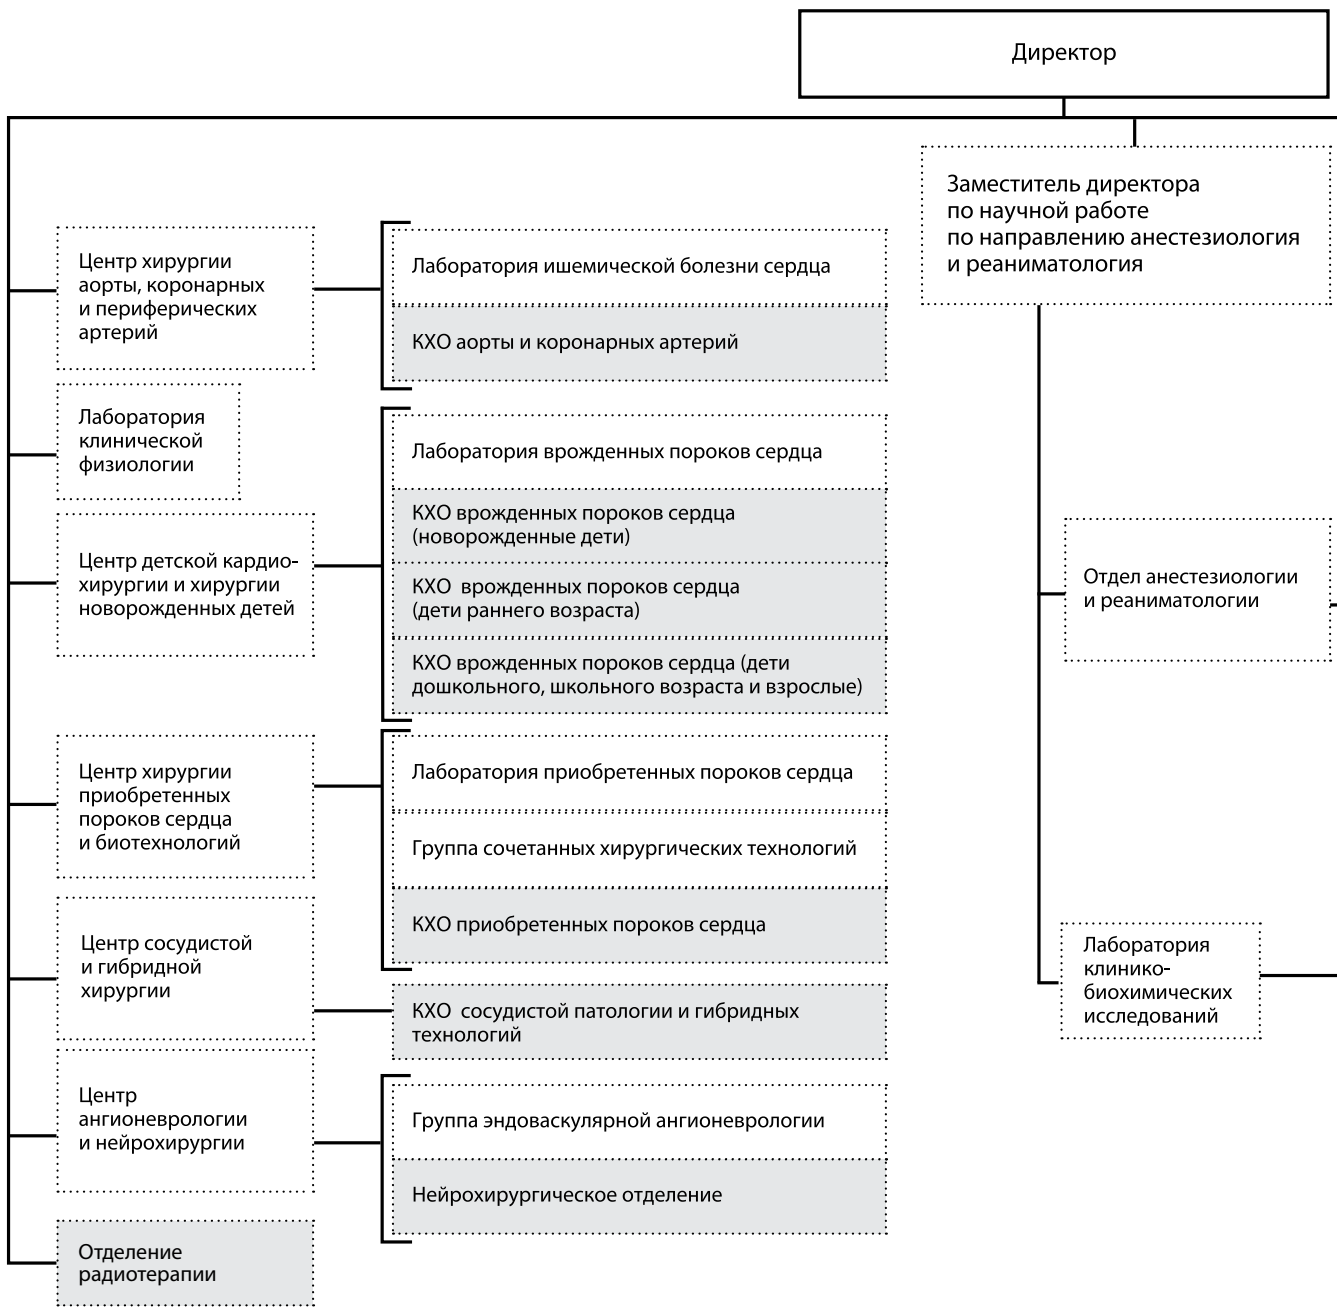 Директор
Заместитель директора
по научной работе
по направлению анестезиология
и реаниматология
Центр хирургии
аорты, коронарных
и периферических
артерий
Лаборатория ишемической болезни сердца
КХО аорты и коронарных артерий
Лаборатория
клинической
физиологии
Центр детской кардио-
хирургии и хирургии
новорожденных детей
Лаборатория врожденных пороков сердца
КХО врожденных пороков сердца
(новорожденные дети)
КХО врожденных пороков сердца
(дети раннего возраста)
КХО врожденных пороков сердца (дети
дошкольного, школьного возраста и взрослые)
Отдел анестезиологии
и реаниматологии
Центр хирургии
приобретенных
пороков сердца
и биотехнологий
Лаборатория приобретенных пороков сердца
Группа сочетанных хирургических технологий
КХО приобретенных пороков сердца
Центр сосудистой
и гибридной
хирургии
КХО сосудистой патологии и гибридных
технологий
Лаборатория
клинико-
биохимических
исследований
Центр
ангионеврологии
и нейрохирургии
Группа эндоваскулярной ангионеврологии
Нейрохирургическое отделение
Отделение
радиотерапии